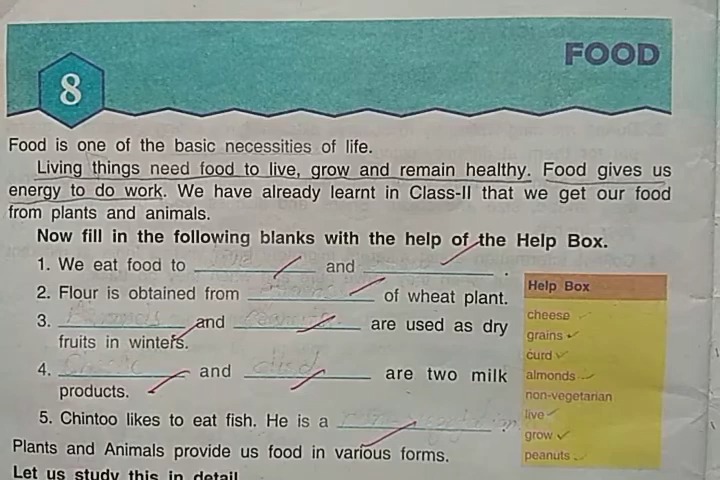 FOOD
8
Food is one of the basic necessities of life.
Living things need food to live, grow and remain healthy. Food gives us
energy to do work. We have already learnt in Class-II that we get our food
from plants and animals.
Now fill in the following blanks with the help of the Help Box.
1. We eat food to and .
2. Flour is obtained from of wheat plant.
3. and are used as dry
fruits in winters.
4. and are two milk
products.
5. Chintoo likes to eat fish. He is a .
Help Box
cheese
grains
curd
almonds
non-vegetarian
live
grow
peanuts
Plants and Animals provide us food in various forms.
Let us study this in detail